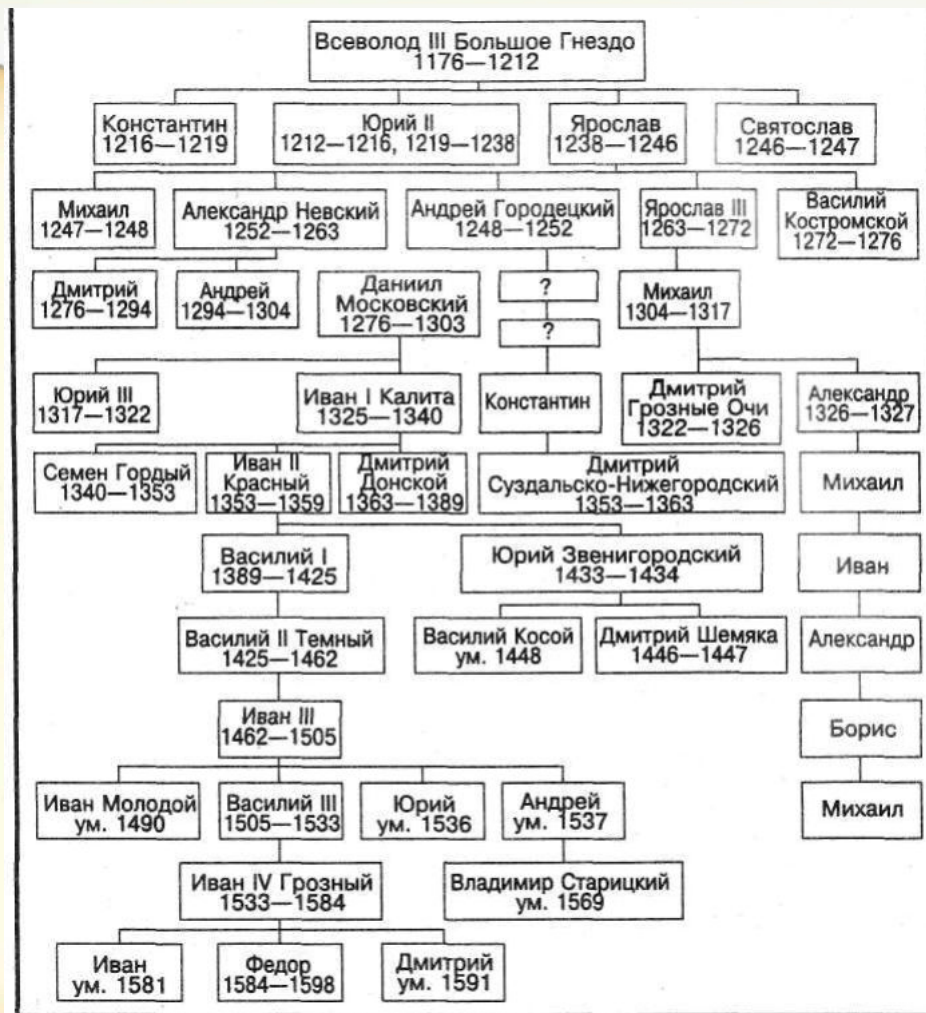 Всеволод III Большое Гнездо
1176—1212
Константин
1216—1219
Юрий II
1212—1216, 1219—1238
Ярослав
1238—1246
Святослав
1246—1247
Михаил
1247—1248
Александр Невский
1252—1263
Андрей Городецкий
1248—1252
Ярослав III
1263—1272
Василий
Костромской
1272—1276
Дмитрий
1276—1294
Андрей
1294—1304
Даниил
Московский
1276—1303
?
?
Михаил
1304—1317
Юрий III
1317—1322
Иван I Калита
1325—1340
Константин
Дмитрий
Грозные Очи
1322—1326
Александр
1326—1327
Семен Гордый
1340—1353
Иван II
Красный
1353—1359
Дмитрий
Донской
1363—1389
Дмитрий
Суздальско-Нижегородский
1353—1363
Михаил
Василий I
1389—1425
Юрий Звенигородский
1433—1434
Иван
Василий II Темный
1425—1462
Василий Косой
ум. 1448
Дмитрий Шемяка
1446—1447
Александр
Иван III
1462—1505
Борис
Иван Молодой
ум. 1490
Василий III
1505—1533
Юрий
ум. 1536
Андрей
ум. 1537
Михаил
Иван IV Грозный
1533—1584
Владимир Старицкий
ум. 1569
Иван
ум. 1581
Федор
1584—1598
Дмитрий
ум. 1591